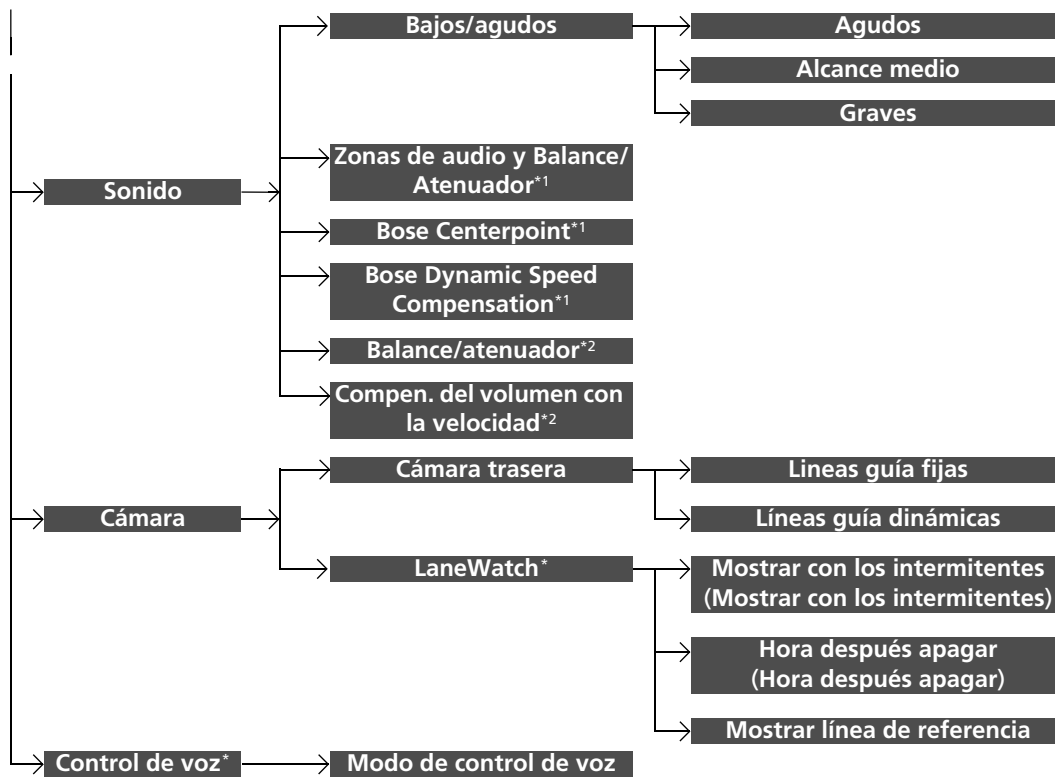 Bajos/agudos
Agudos
Alcance medio
Graves
Zonas de audio y Balance/
Atenuador*1
Sonido
Bose Centerpoint*1
Bose Dynamic Speed
Compensation*1
Balance/atenuador*2
Compen. del volumen con
la velocidad*2
Cámara trasera
Lineas guía fijas
Cámara
Líneas guía dinámicas
LaneWatch*
Mostrar con los intermitentes
(Mostrar con los intermitentes)
Hora después apagar
(Hora después apagar)
Mostrar línea de referencia
Control de voz*
Modo de control de voz